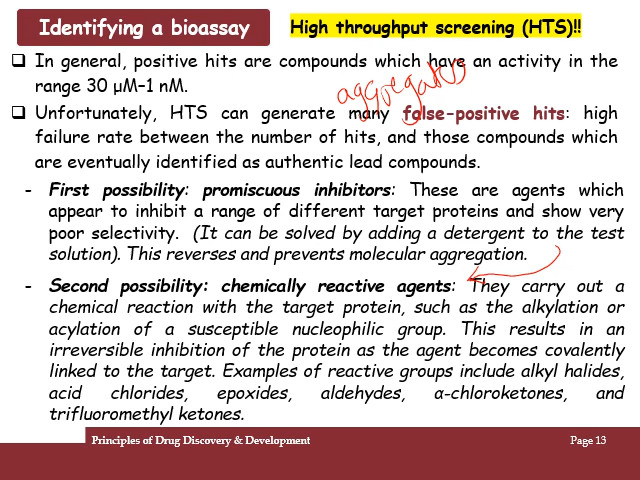 Identifying a bioassay
High throughput screening (HTS)!!
❑ In general, positive hits are compounds which have an activity in the
range 30 μM–1 nM.
aggregates
❑ Unfortunately, HTS can generate many false-positive hits: high
failure rate between the number of hits, and those compounds which
are eventually identified as authentic lead compounds.
- First possibility: promiscuous inhibitors: These are agents which
appear to inhibit a range of different target proteins and show very
poor selectivity. (It can be solved by adding a detergent to the test
solution). This reverses and prevents molecular aggregation.
- Second possibility: chemically reactive agents: They carry out a
chemical reaction with the target protein, such as the alkylation or
acylation of a susceptible nucleophilic group. This results in an
irreversible inhibition of the protein as the agent becomes covalently
linked to the target. Examples of reactive groups include alkyl halides,
acid chlorides, epoxides, aldehydes, α-chloroketones, and
trifluoromethyl ketones.
Principles of Drug Discovery & Development
Page 13